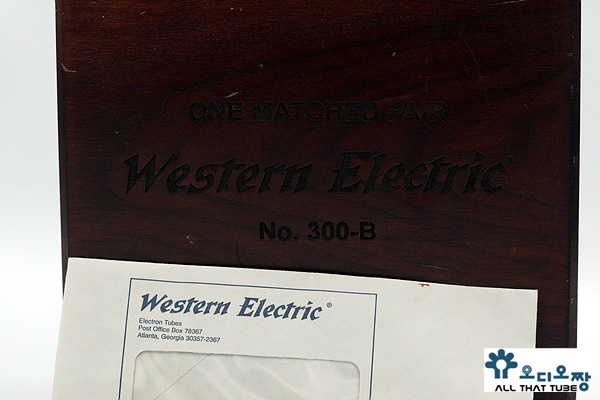 ONE MATCHED PAIR
Western Electric
No. 300-B
Western Electric®
Electron Tubes
Post Office Box 78367
Atlanta, Georgia 30357-2367
오디오짱
ALL THAT TUBE